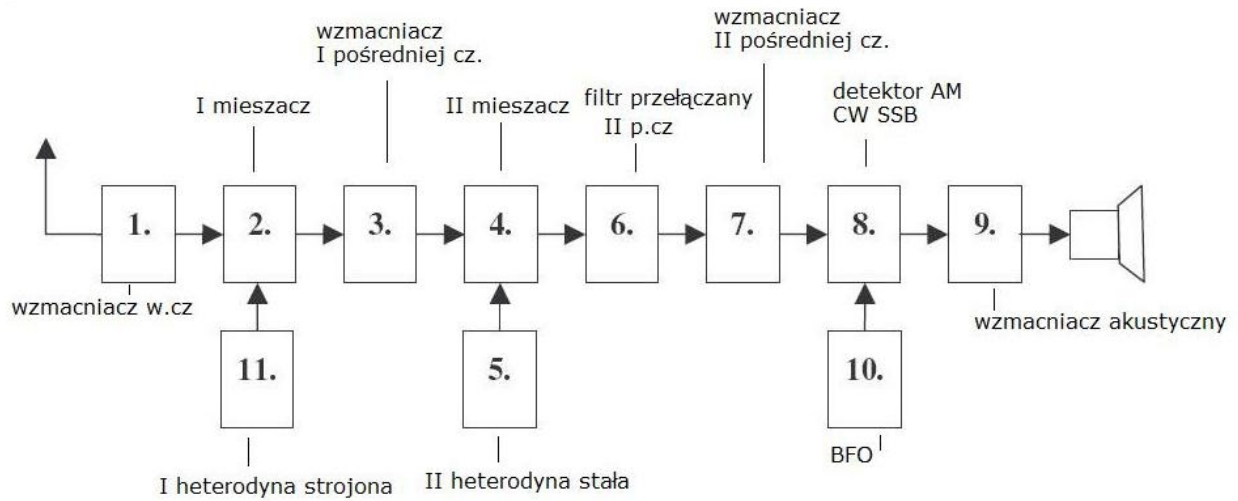 wzmacniacz
I pośredniej cz.
wzmacniacz
II pośredniej cz.
I mieszacz
II mieszacz
filtr przełączany
II p.cz
detektor AM
CW SSB
1.
2.
3.
4.
6.
7.
8.
9.
wzmacniacz w.cz
wzmacniacz akustyczny
11.
5.
10.
I heterodyna strojona
II heterodyna stała
BFO